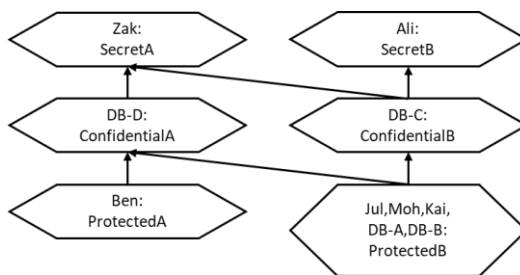 Zak:
SecretA
Ali:
SecretB
DB-D:
ConfidentialA
DB-C:
ConfidentialB
Ben:
ProtectedA
Jul,Moh,Kai,
DB-A,DB-B:
ProtectedB